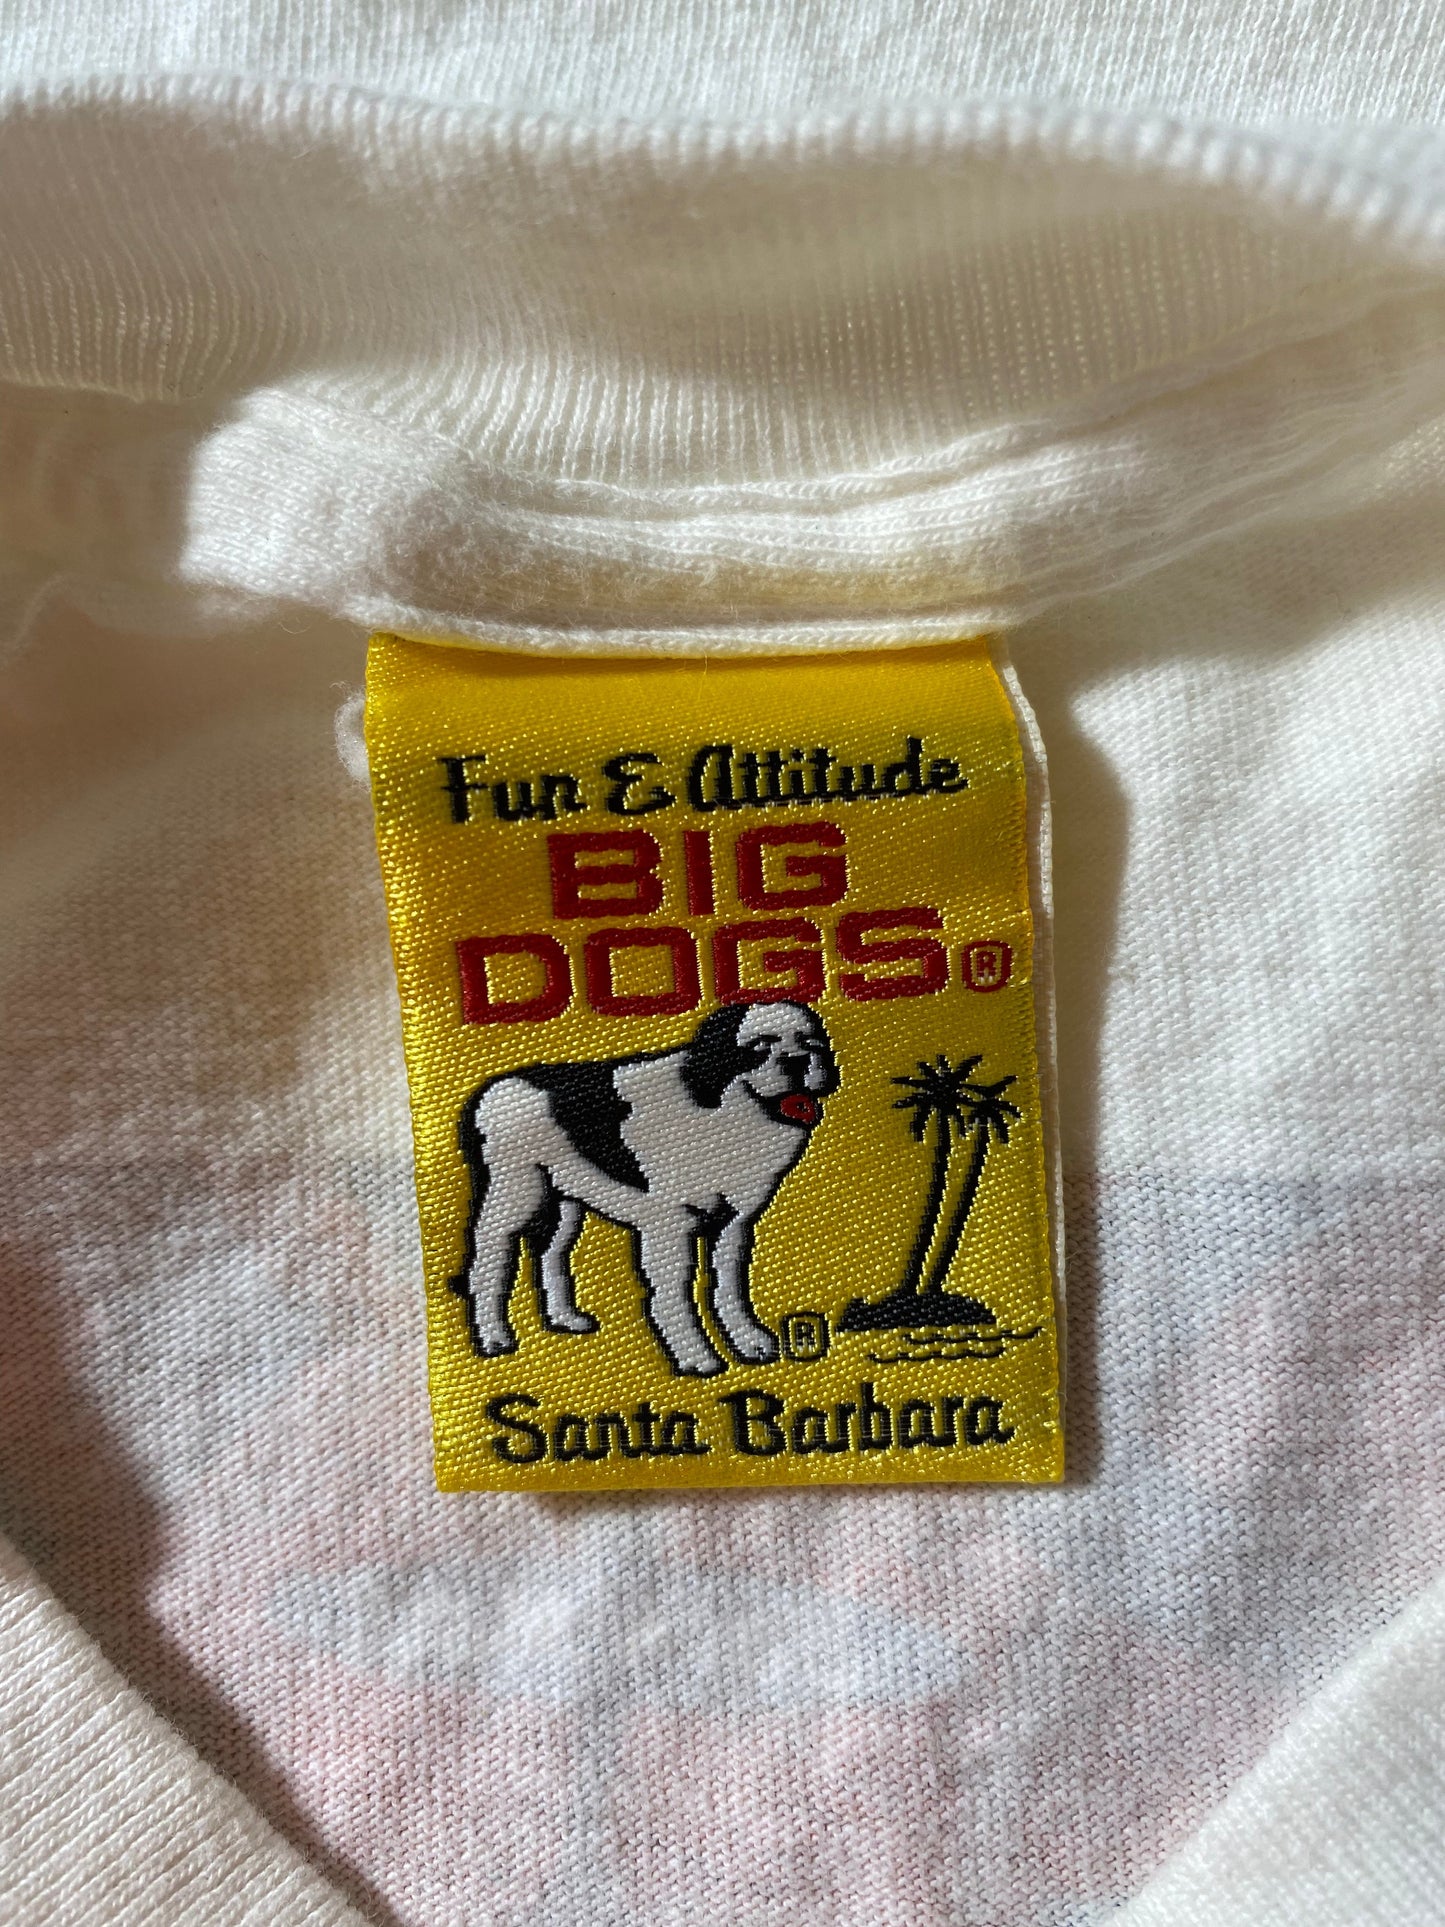 Fun & Attitude
BIG
DOGS®
®
Santa Barbara